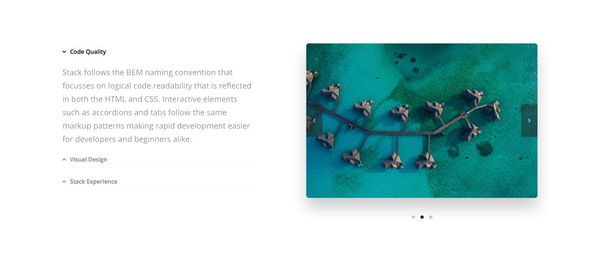 Code Quality
Stack follows the BEM naming convention that
focusses on logical code readability that is reflected
in both the HTML and CSS. Interactive elements
such as accordions and tabs follow the same
markup patterns making rapid development easier
for developers and beginners alike.
Visual Design
Stack Experience